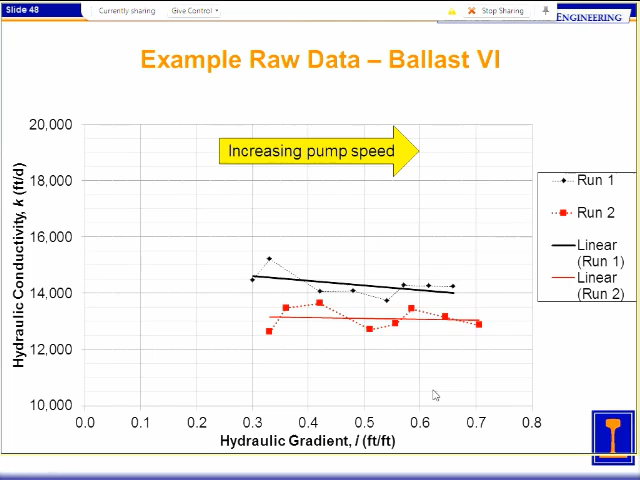 Slide 48
Currently sharing
Give Control
Stop Sharing
ENGINEERING
Example Raw Data – Ballast VI
Increasing pump speed
20,000
18,000
16,000
14,000
12,000
10,000
Hydraulic Conductivity, k (ft/d)
0.0 0.1 0.2 0.3 0.4 0.5 0.6 0.7 0.8
Hydraulic Gradient, i (ft/ft)
Run 1
Run 2
Linear
(Run 1)
Linear
(Run 2)